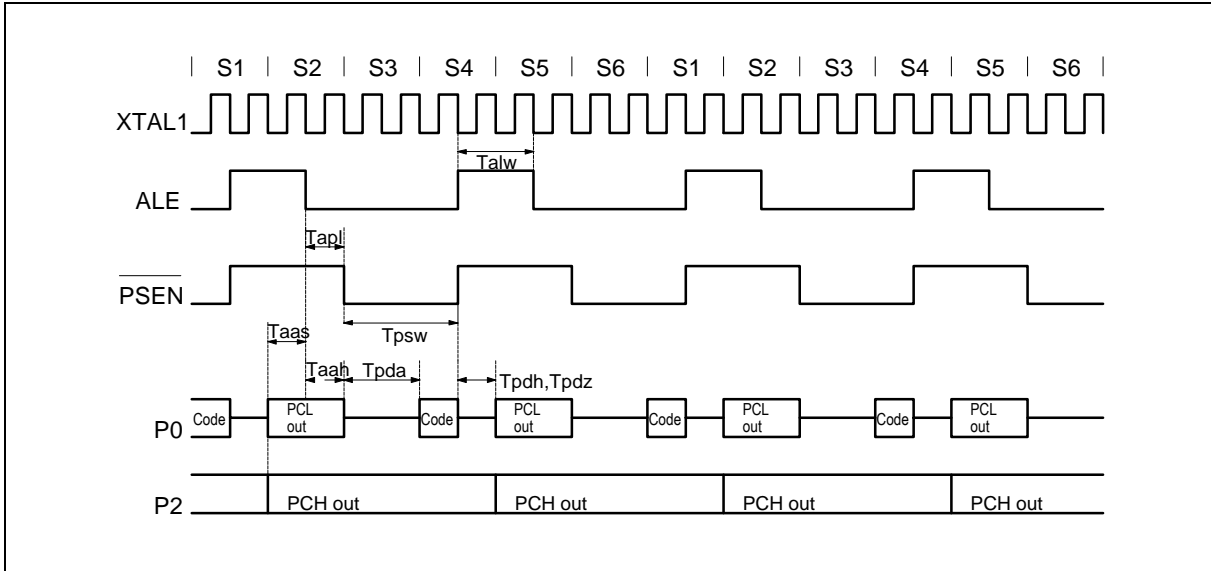 S1 S2 S3 S4 S5 S6 S1 S2 S3 S4 S5 S6
XTAL1
Talw
ALE
Tapl
PSEN
Taas
Tpsw
Taah Tpda Tpdh,Tpdz
P0 Code PCL out Code PCL out Code PCL out Code PCL out
P2 PCH out PCH out PCH out PCH out